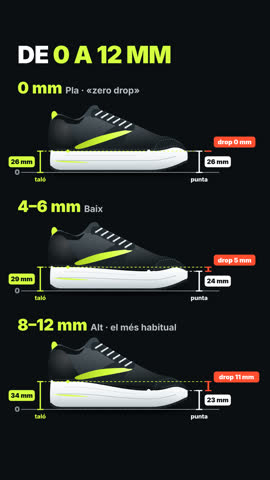 DE 0 A 12 MM
0 mm Pla · «zero drop»
drop 0 mm
26 mm
26 mm
0
taló
punta
4–6 mm Baix
drop 5 mm
29 mm
24 mm
0
taló
punta
8–12 mm Alt · el més habitual
drop 11 mm
34 mm
23 mm
0
taló
punta